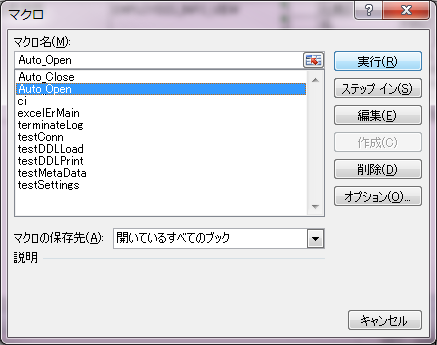 マクロ
マクロ名(M):
Auto_Open
Auto_Close
Auto_Open
ci
excelErMain
terminateLog
testConn
testDDLLoad
testDDLPrint
testMetaData
testSettings
実行(R)
ステップ イン(S)
編集(E)
作成(C)
削除(D)
オプション(O)...
マクロの保存先(A): 開いているすべてのブック
説明
キャンセル